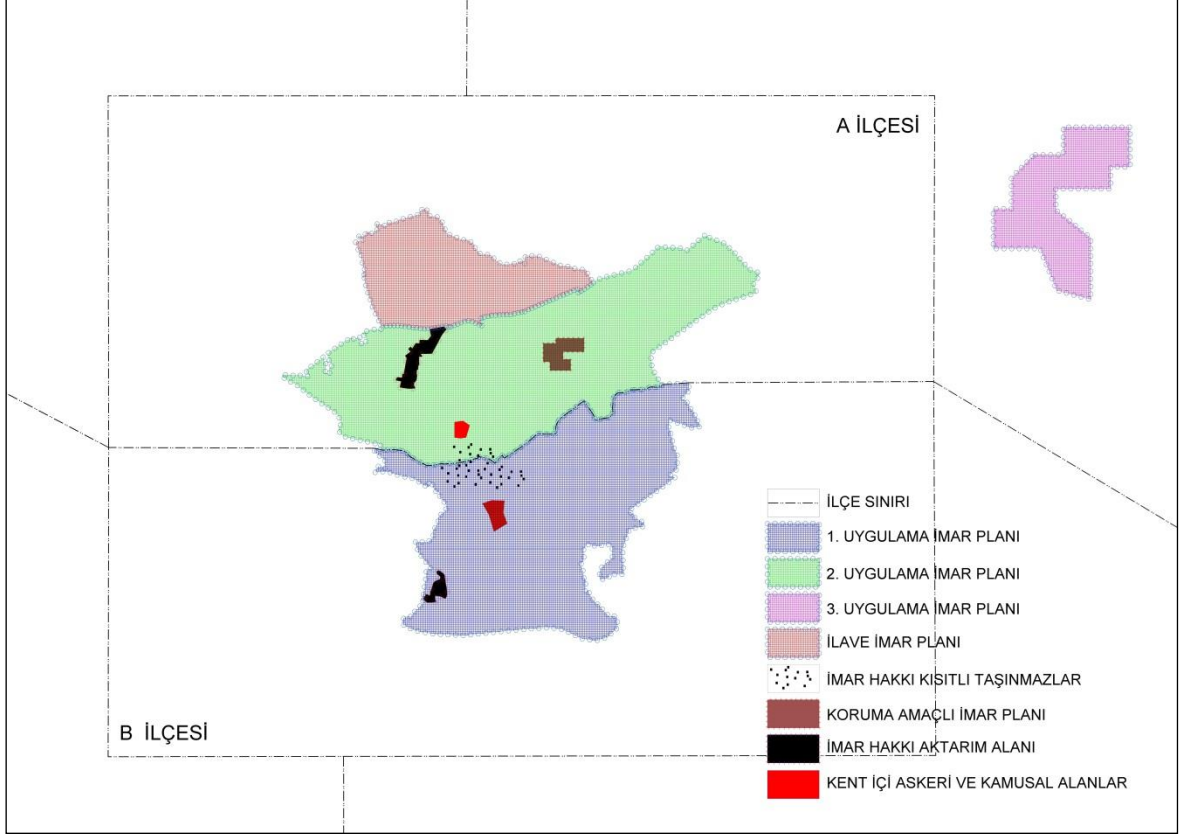 A İLÇESİ
B İLÇESİ
İLÇE SINIRI
1. UYGULAMA İMAR PLANI
2. UYGULAMA İMAR PLANI
3. UYGULAMA İMAR PLANI
İLAVE İMAR PLANI
İMAR HAKKI KISITLI TAŞINMAZLAR
KORUMA AMAÇLI İMAR PLANI
İMAR HAKKI AKTARIM ALANI
KENT İÇİ ASKERİ VE KAMUSAL ALANLAR